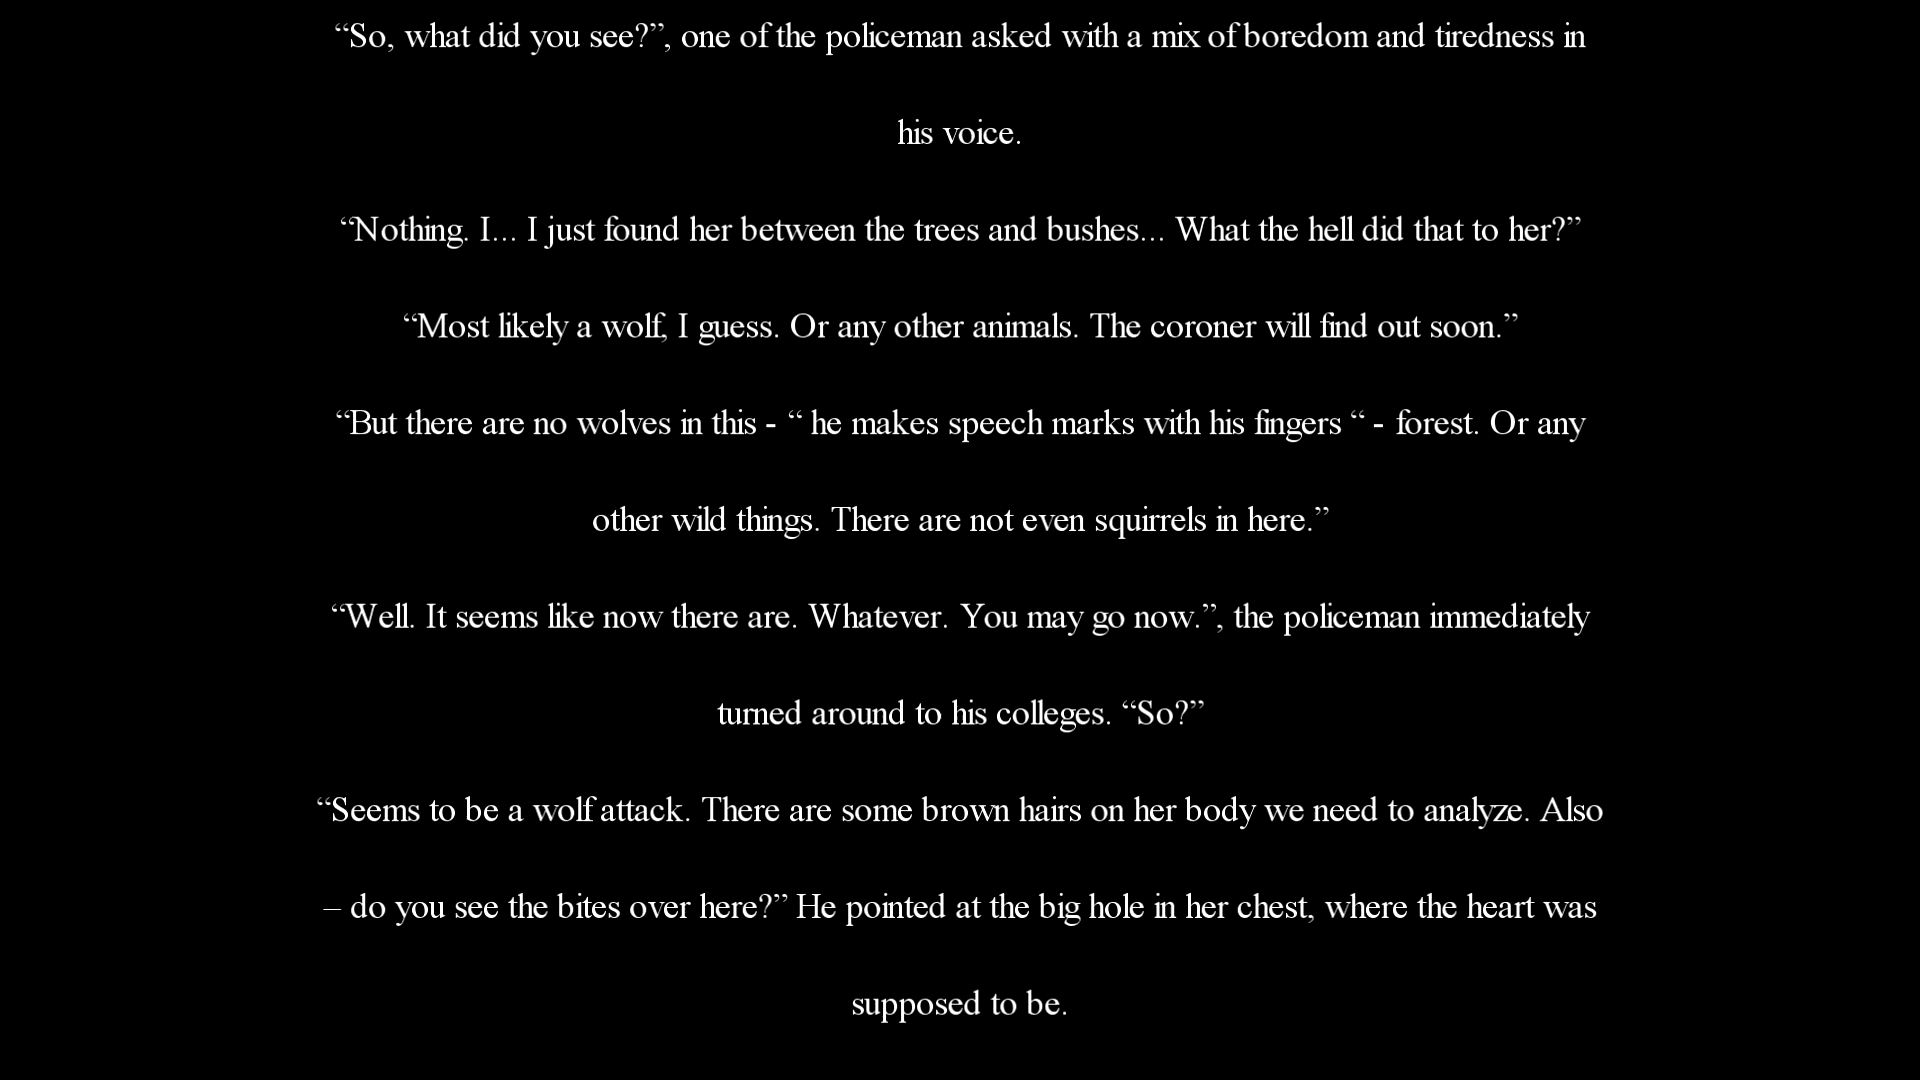 “So, what did you see?”, one of the policeman asked with a mix of boredom and tiredness in
his voice.
“Nothing. I... I just found her between the trees and bushes... What the hell did that to her?”
“Most likely a wolf, I guess. Or any other animals. The coroner will find out soon.”
“But there are no wolves in this - “ he makes speech marks with his fingers “ - forest. Or any
other wild things. There are not even squirrels in here.”
“Well. It seems like now there are. Whatever. You may go now.”, the policeman immediately
turned around to his colleges. “So?”
“Seems to be a wolf attack. There are some brown hairs on her body we need to analyze. Also
– do you see the bites over here?” He pointed at the big hole in her chest, where the heart was
supposed to be.